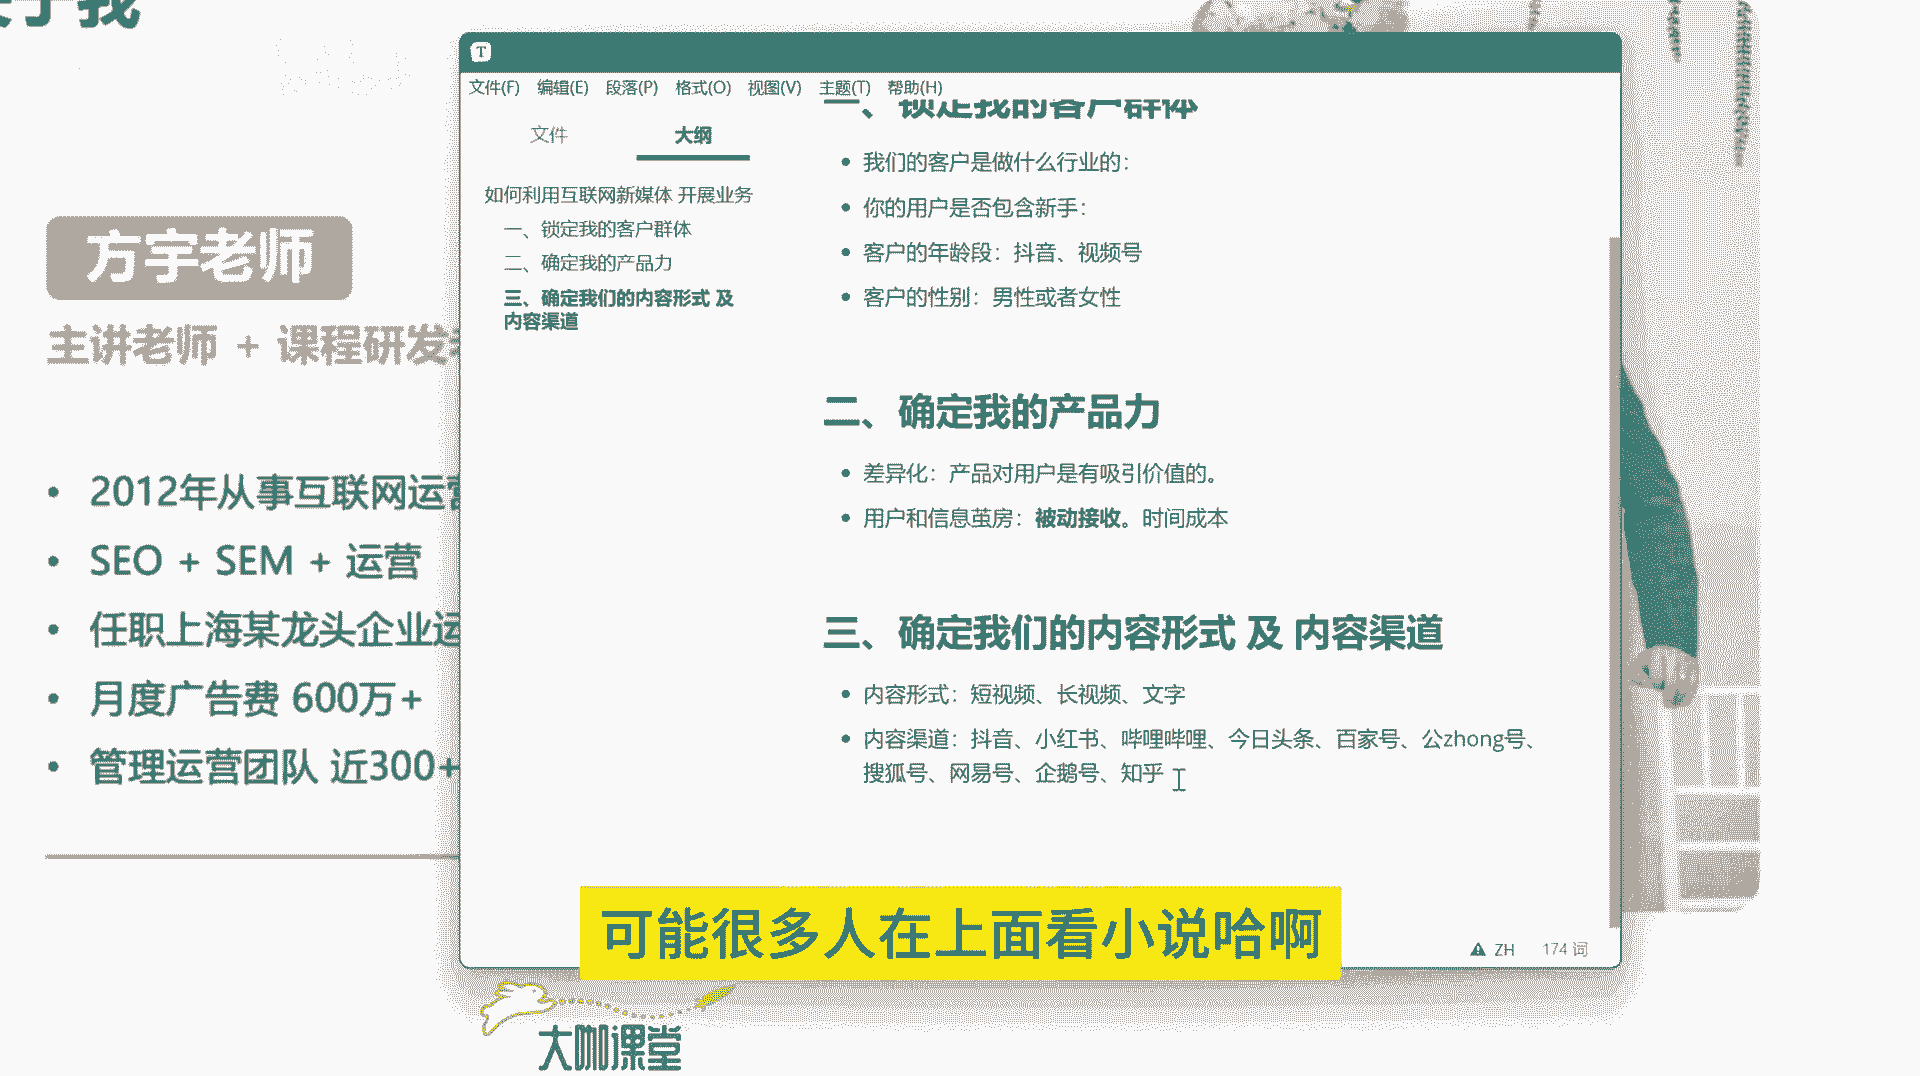 于我
方宇老师
主讲老师 + 课程研发
2012年从事互联网运营
SEO + SEM + 运营
任职上海某龙头企业运
月度广告费 600万+
管理运营团队 近300+
T
文件(F) 编辑(E) 段落(P) 格式(O) 视图(V) 主题(T) 帮助(H)
文件 大纲
如何利用互联网新媒体 开展业务
一、锁定我的客户群体
二、确定我的产品力
三、确定我们的内容形式 及
内容渠道
一、锁定我的客户群体
我们的客户是做什么行业的：
你的用户是否包含新手：
客户的年龄段：抖音、视频号
客户的性别：男性或者女性
二、确定我的产品力
差异化：产品对用户是有吸引价值的。
用户和信息茧房：被动接收。时间成本
三、确定我们的内容形式 及 内容渠道
内容形式：短视频、长视频、文字
内容渠道：抖音、小红书、哔哩哔哩、今日头条、百家号、公zhong号、
搜狐号、网易号、企鹅号、知乎
ZH 174 词
可能很多人在上面看小说哈啊
大咖课堂